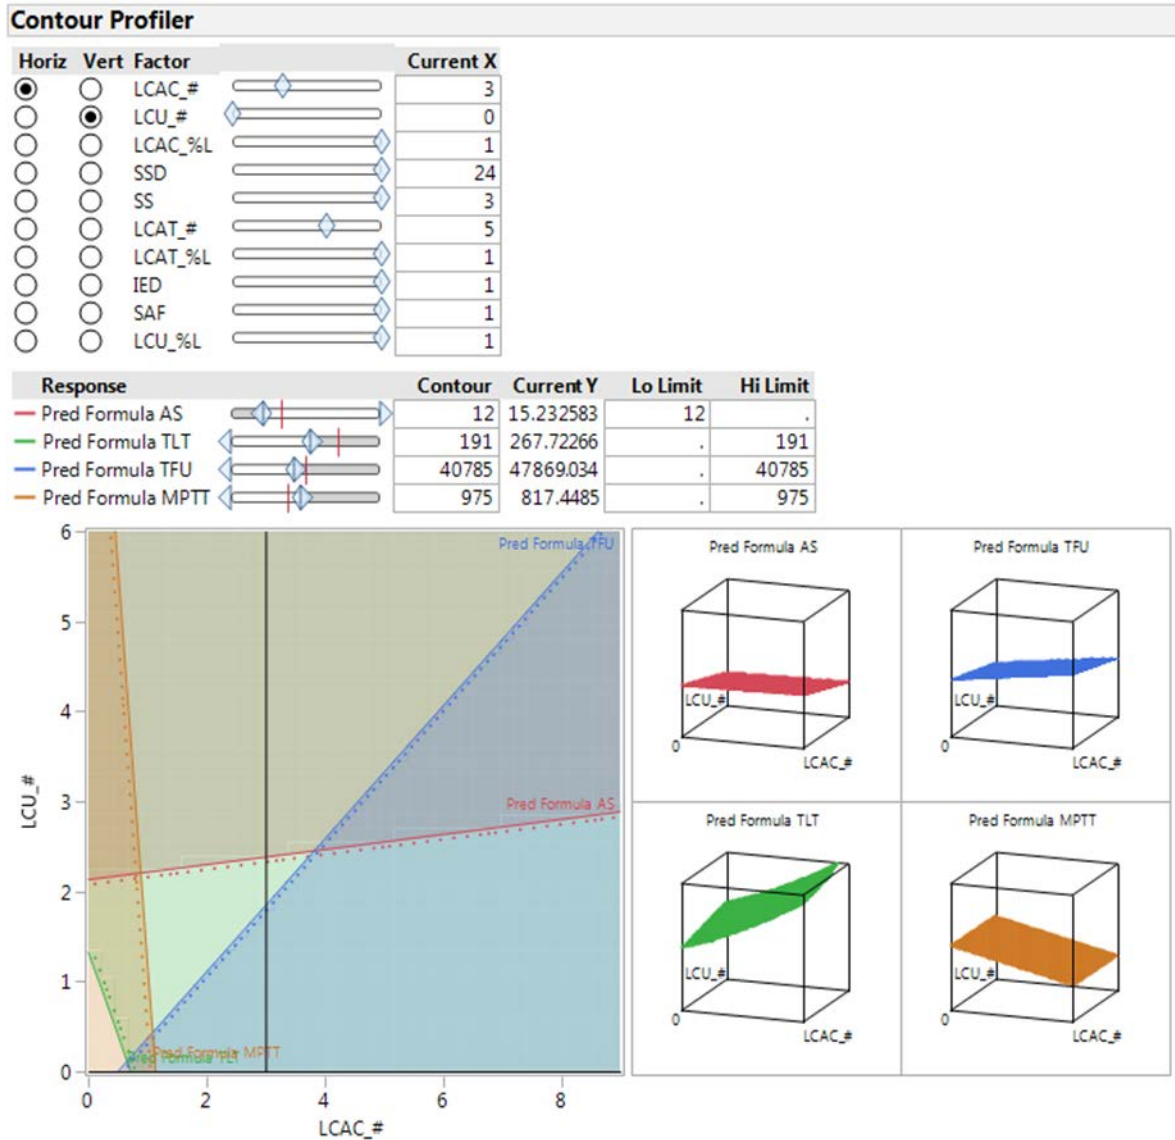 Contour Profiler
Horiz Vert Factor Current X
LCAC_# 3
LCU_# 0
LCAC_%L 1
SSD 24
SS 3
LCAT_# 5
LCAT_%L 1
IED 1
SAF 1
LCU_%L 1
Response Contour Current Y Lo Limit Hi Limit
Pred Formula AS 12 15.232583 12 .
Pred Formula TLT 191 267.72266 . 191
Pred Formula TFU 40785 47869.034 . 40785
Pred Formula MPTT 975 817.4485 . 975
6
Pred Formula TFU
5
4
3
Pred Formula AS
LCU_#
2
1
Pred Formula MPTT
Pred Formula TLT
0
0 2 4 6 8
LCAC_#
Pred Formula AS
LCU_#
0
LCAC_#
Pred Formula TFU
LCU_#
0
LCAC_#
Pred Formula TLT
LCU_#
0
LCAC_#
Pred Formula MPTT
LCU_#
0
LCAC_#